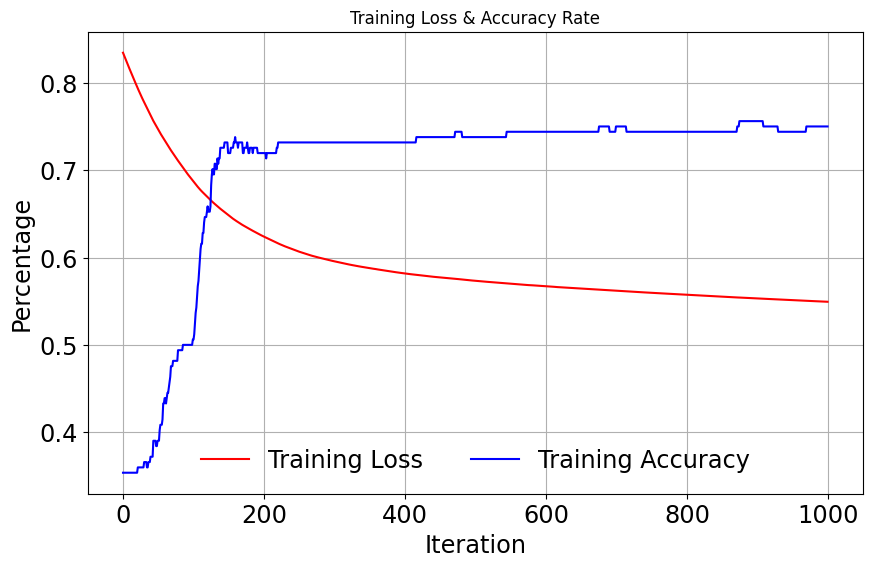 Training Loss & Accuracy Rate
0.8
0.7
0.6
0.5
0.4
Percentage
Training Loss
Training Accuracy
0 200 400 600 800 1000
Iteration